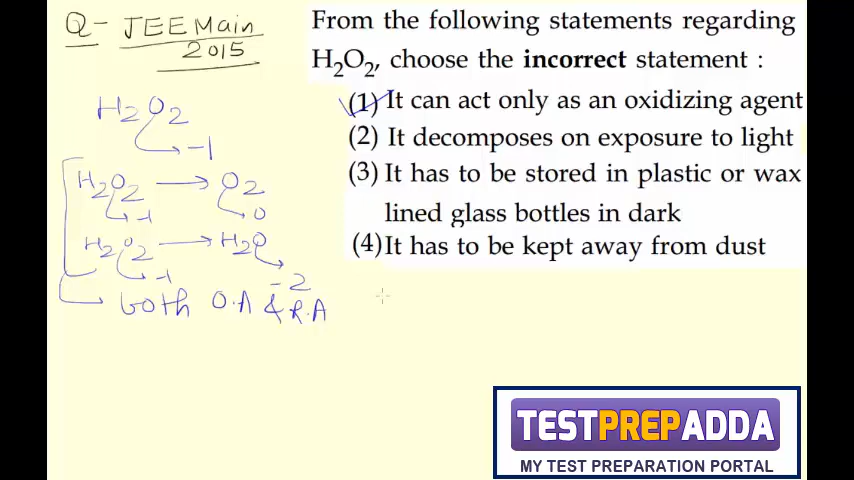 Q - JEE Main
2015
From the following statements regarding
H2O2, choose the incorrect statement :
(1) It can act only as an oxidizing agent
(2) It decomposes on exposure to light
(3) It has to be stored in plastic or wax
lined glass bottles in dark
(4) It has to be kept away from dust
H2O2
-1
H2O2 → O2
-1 0
H2O2 → H2O
-1 -2
both O.A & R.A
TESTPREPADDA
MY TEST PREPARATION PORTAL